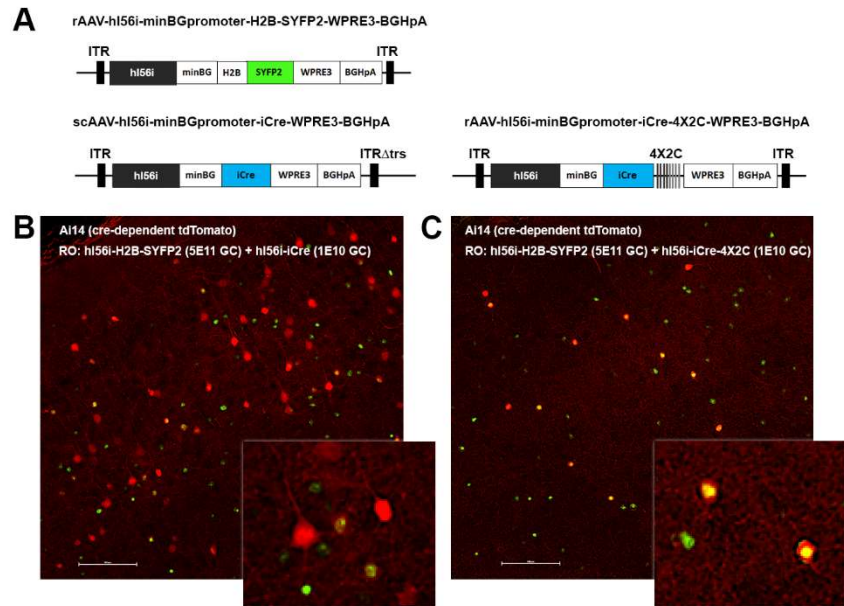 A
rAAV-hI56i-minBGpromoter-H2B-SYFP2-WPRE3-BGHpA
ITR ITR
hI56i minBG H2B SYFP2 WPRE3 BGHpA
scAAV-hI56i-minBGpromoter-iCre-WPRE3-BGHpA
ITR ITRΔtrs
hI56i minBG iCre WPRE3 BGHpA
rAAV-hI56i-minBGpromoter-iCre-4X2C-WPRE3-BGHpA
ITR 4X2C ITR
hI56i minBG iCre WPRE3 BGHpA
B
Ai14 (cre-dependent tdTomato)
RO: hI56i-H2B-SYFP2 (5E11 GC) + hI56i-iCre (1E10 GC)
C
Ai14 (cre-dependent tdTomato)
RO: hI56i-H2B-SYFP2 (5E11 GC) + hI56i-iCre-4X2C (1E10 GC)